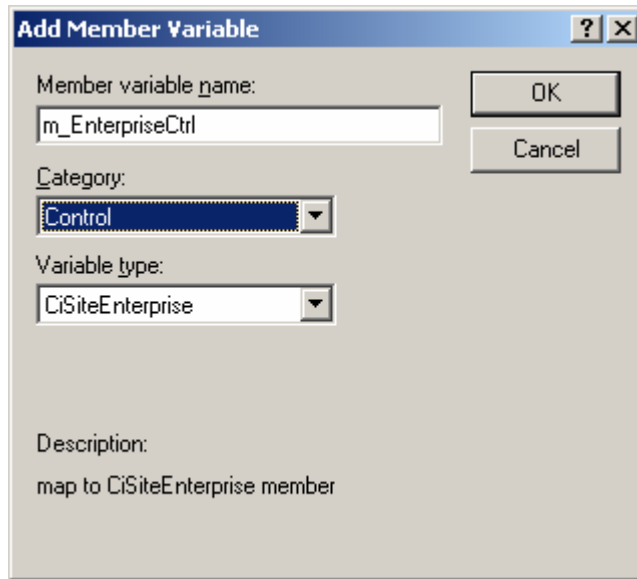 Add Member Variable
Member variable name:
OK
m_EnterpriseCtrl
Cancel
Category:
Control
Variable type:
CiSiteEnterprise
Description:
map to CiSiteEnterprise member